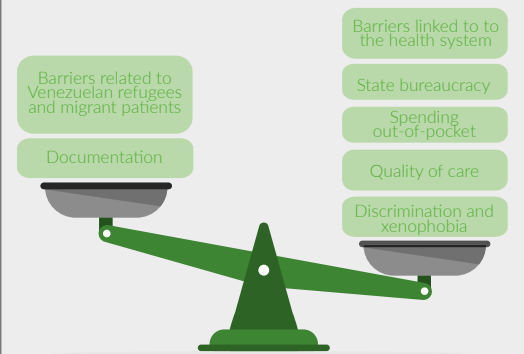 Barriers related to
Venezuelan refugees
and migrant patients
Documentation
Barriers linked to to
the health system
State bureaucracy
Spending
out-of-pocket
Quality of care
Discrimination and
xenophobia